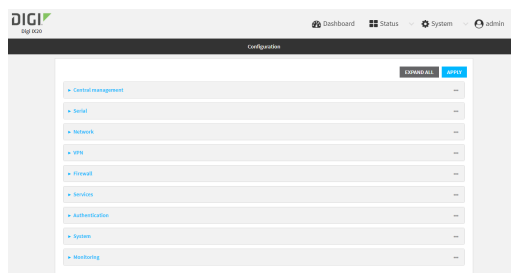 DIGI
Digi IX20
Dashboard
Status
System
admin
Configuration
EXPAND ALL
APPLY
Central management
Serial
Network
VPN
Firewall
Services
Authentication
System
Monitoring